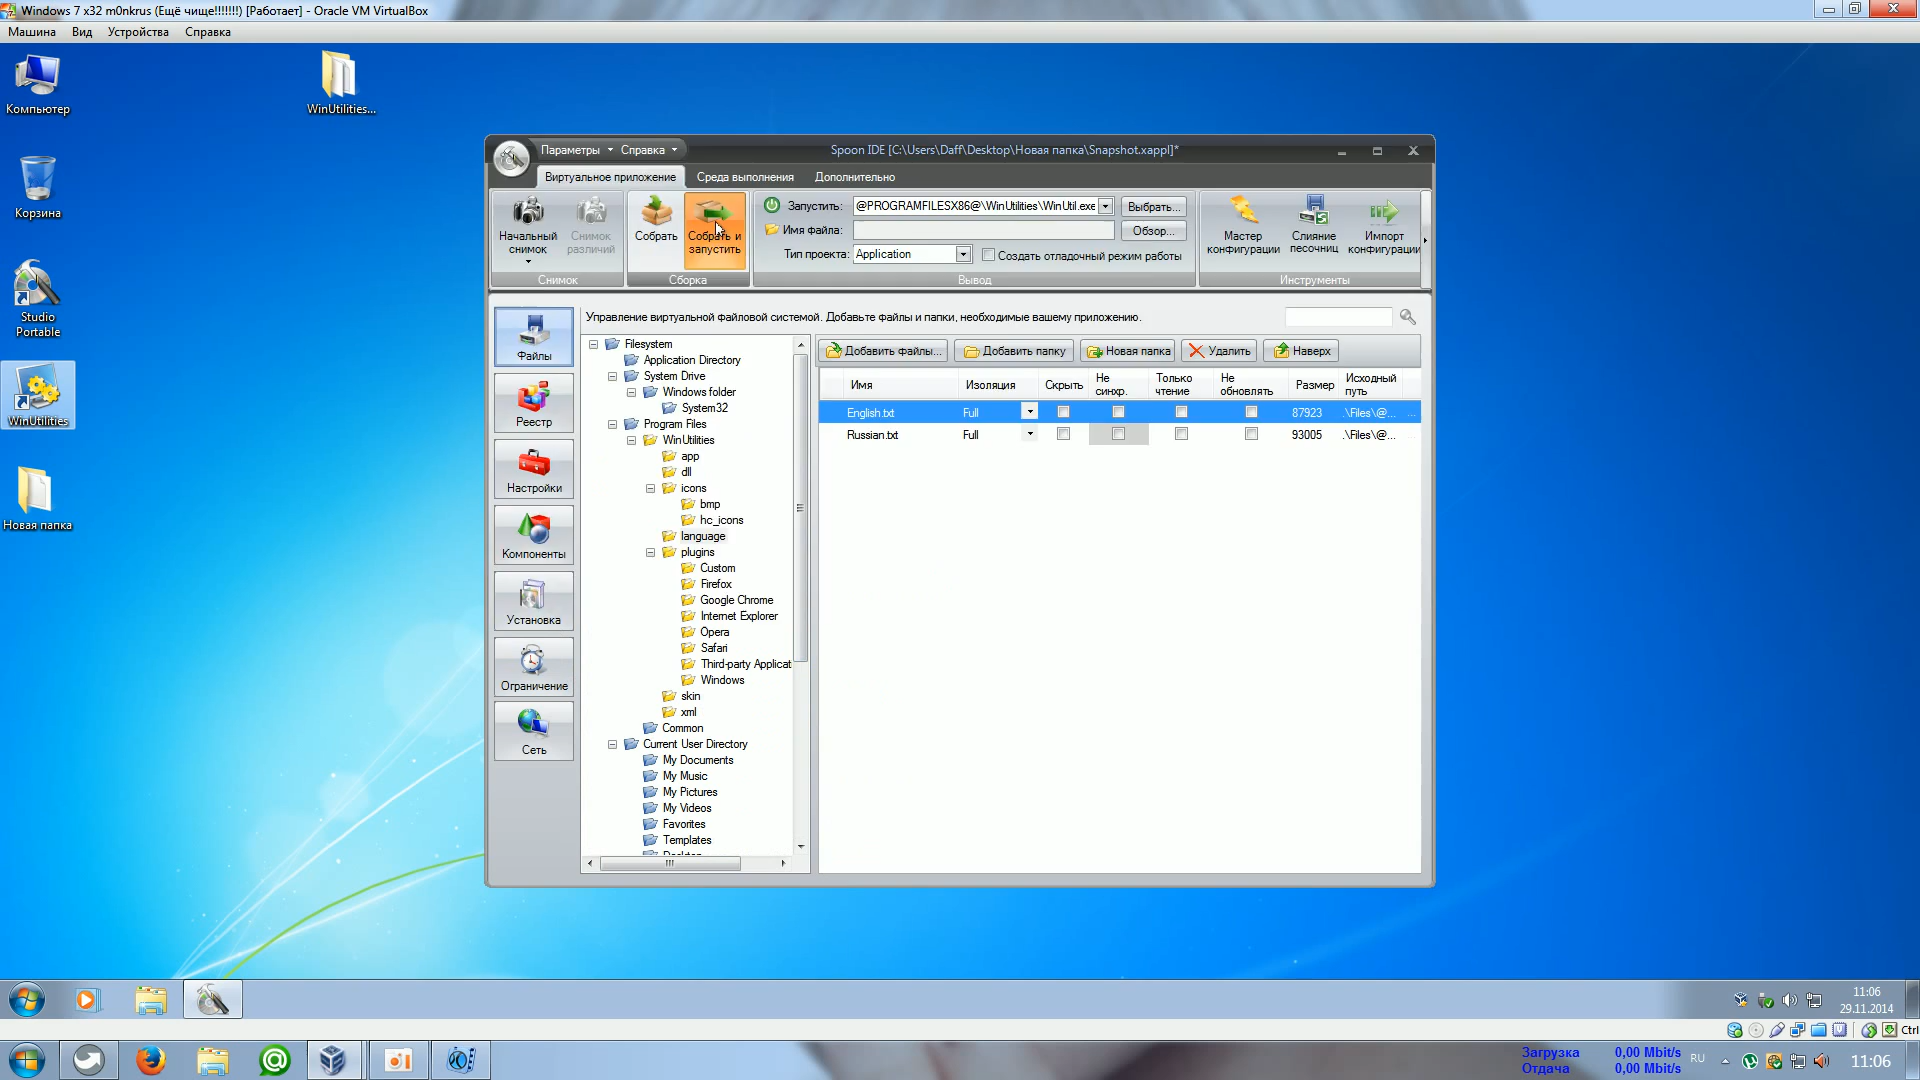 Windows 7 x32 m0nkrus (Ещё чище!!!!!!!) [Работает] - Oracle VM VirtualBox
Машина Вид Устройства Справка
Компьютер
WinUtilities...
Корзина
Studio
Portable
WinUtilities
Новая папка
Параметры Справка
Spoon IDE [C:\Users\Daff\Desktop\Новая папка\Snapshot.xappl]*
Виртуальное приложение Среда выполнения Дополнительно
Начальный
снимок
Снимок
различий
Снимок
Собрать
Собрать и
запустить
Сборка
Запустить: @PROGRAMFILESX86@\WinUtilities\WinUtil.exe Выбрать...
Имя файла: Обзор...
Тип проекта: Application Создать отладочный режим работы
Вывод
Мастер
конфигурации
Слияние
песочниц
Импорт
конфигурации
Инструменты
Файлы
Реестр
Настройки
Компоненты
Установка
Ограничение
Сеть
Управление виртуальной файловой системой. Добавьте файлы и папки, необходимые вашему приложению.
Filesystem
Application Directory
System Drive
Windows folder
System32
Program Files
WinUtilities
app
dll
icons
bmp
hc_icons
language
plugins
Custom
Firefox
Google Chrome
Internet Explorer
Opera
Safari
Third-party Applicat
Windows
skin
xml
Common
Current User Directory
My Documents
My Music
My Pictures
My Videos
Favorites
Templates
Добавить файлы... Добавить папку Новая папка Удалить Наверх
Имя Изоляция Скрыть Не синхр. Только чтение Не обновлять Размер Исходный путь
English.txt Full 87923 .\Files\@... ...
Russian.txt Full 93005 .\Files\@...
11:06
29.11.2014
Ctrl
Загрузка 0,00 Mbit/s
Отдача 0,00 Mbit/s
RU
11:06